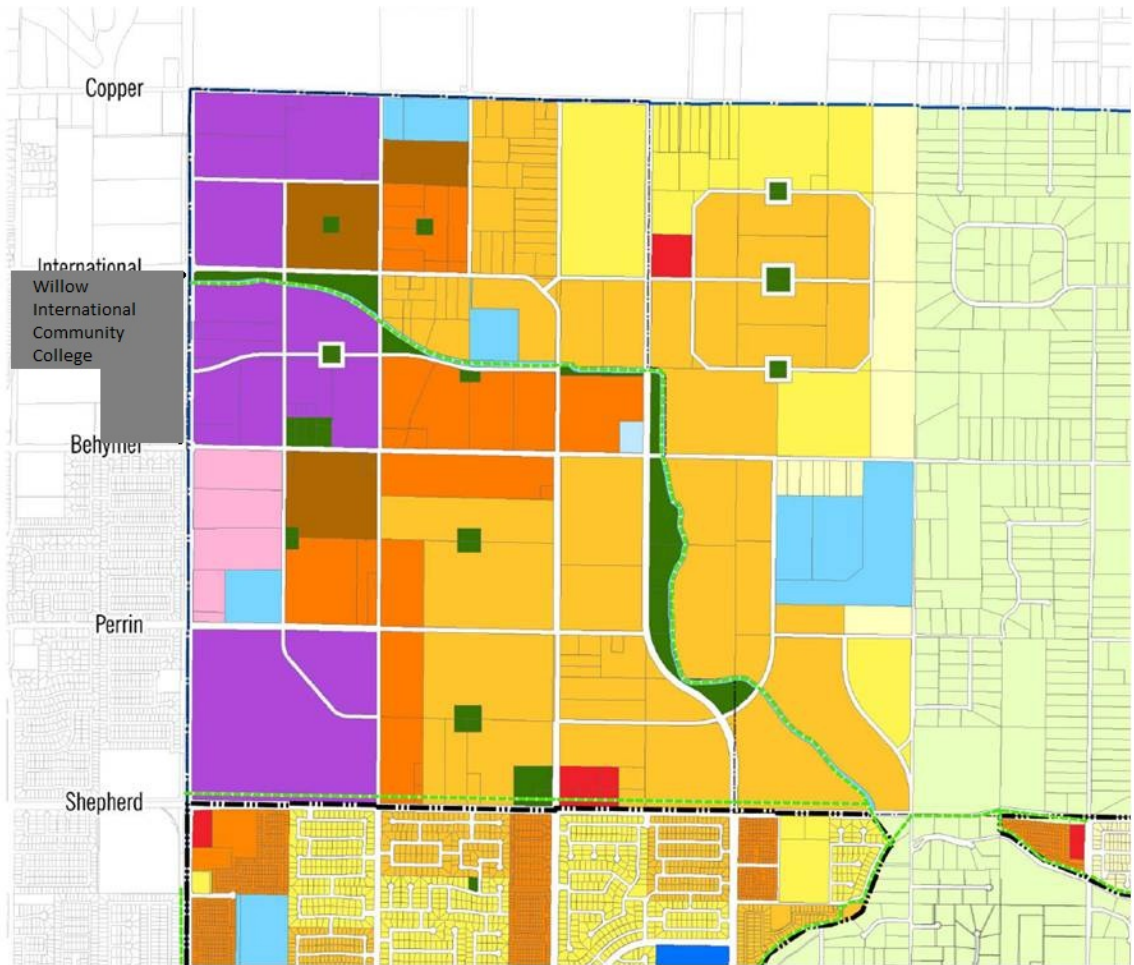 Copper
International
Willow
International
Community
College
Behymer
Perrin
Shepherd